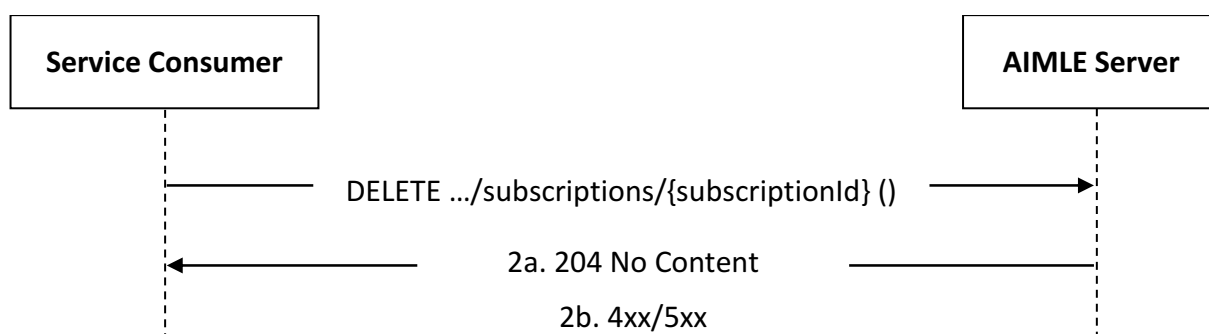 Service Consumer
AIMLE Server
DELETE …/subscriptions/{subscriptionId} ()
2a. 204 No Content
2b. 4xx/5xx